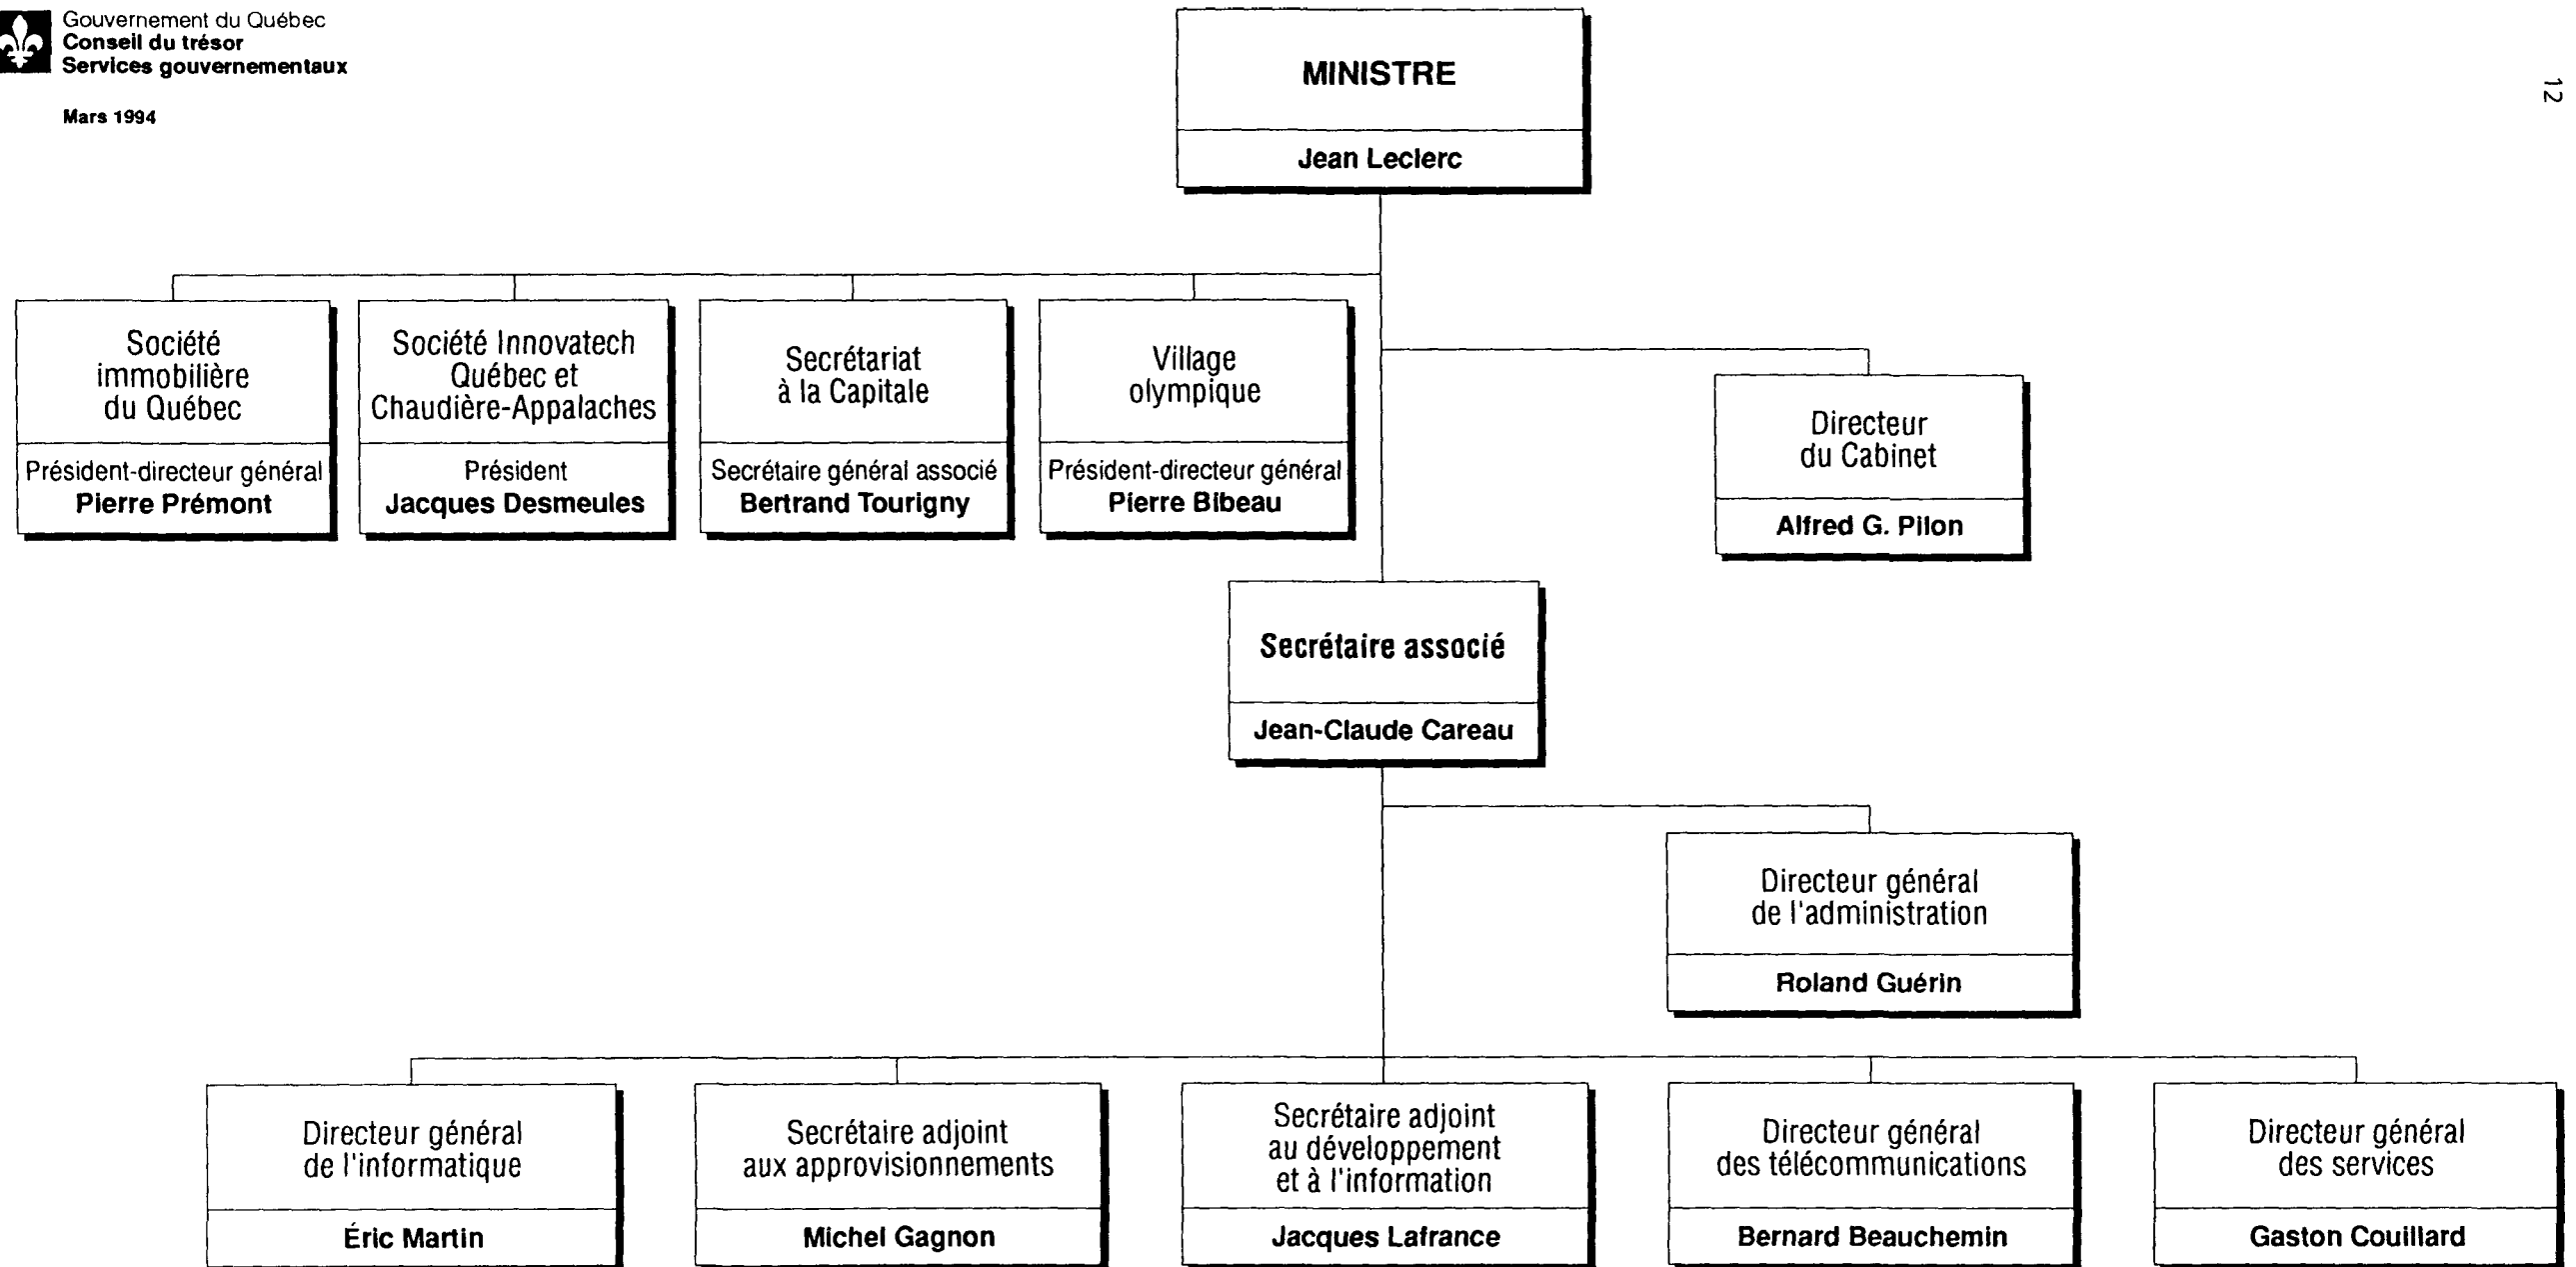 Gouvernement du Québec
Conseil du trésor
Services gouvernementaux
Mars 1994
12
MINISTRE
Jean Leclerc
Société
immobilière
du Québec
Président-directeur général
Pierre Prémont
Société Innovatech
Québec et
Chaudière-Appalaches
Président
Jacques Desmeules
Secrétariat
à la Capitale
Secrétaire général associé
Bertrand Tourigny
Village
olympique
Président-directeur général
Pierre Bibeau
Directeur
du Cabinet
Alfred G. Pilon
Secrétaire associé
Jean-Claude Careau
Directeur général
de l'administration
Roland Guérin
Directeur général
de l'informatique
Éric Martin
Secrétaire adjoint
aux approvisionnements
Michel Gagnon
Secrétaire adjoint
au développement
et à l'information
Jacques Lafrance
Directeur général
des télécommunications
Bernard Beauchemin
Directeur général
des services
Gaston Couillard